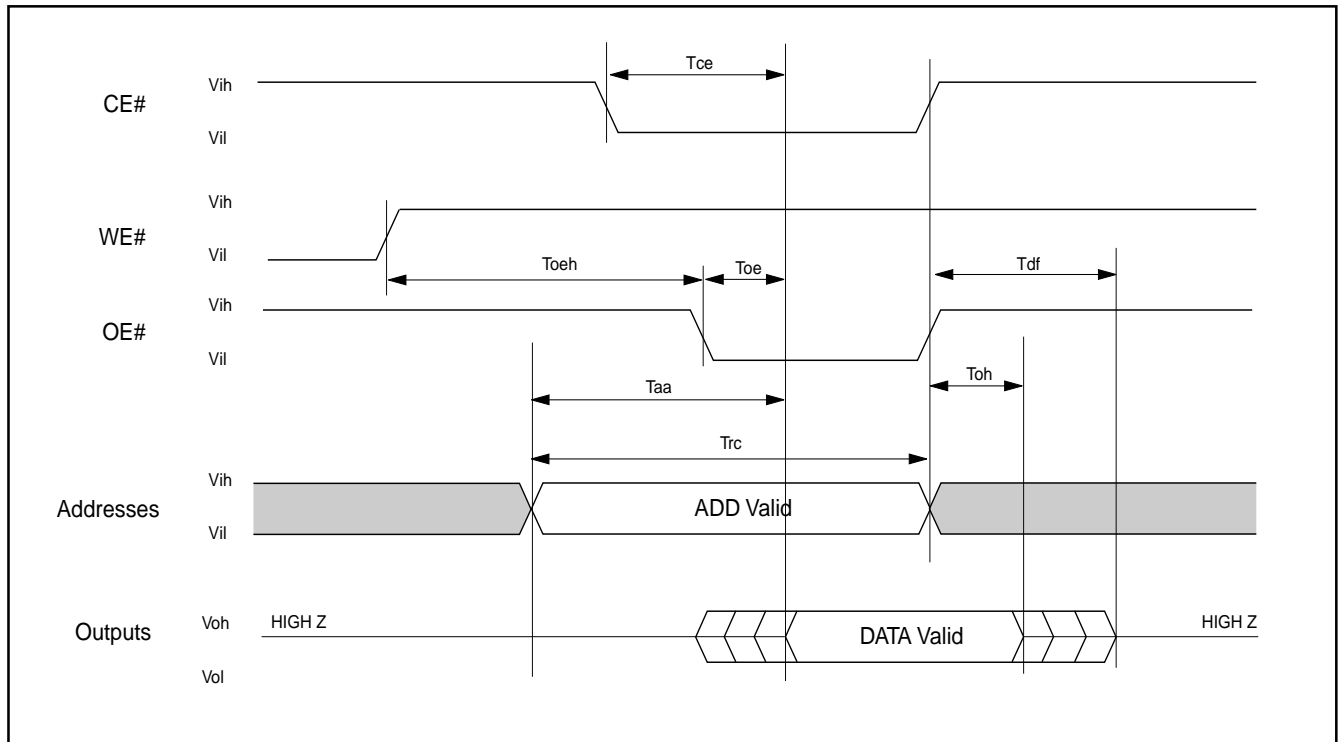 Tce
Vih
CE#
Vil
Vih
WE#
Vil
Toeh
Toe
Tdf
Vih
OE#
Vil
Toh
Taa
Trc
Vih
Addresses
ADD Valid
Vil
Voh
HIGH Z
HIGH Z
Outputs
DATA Valid
Vol